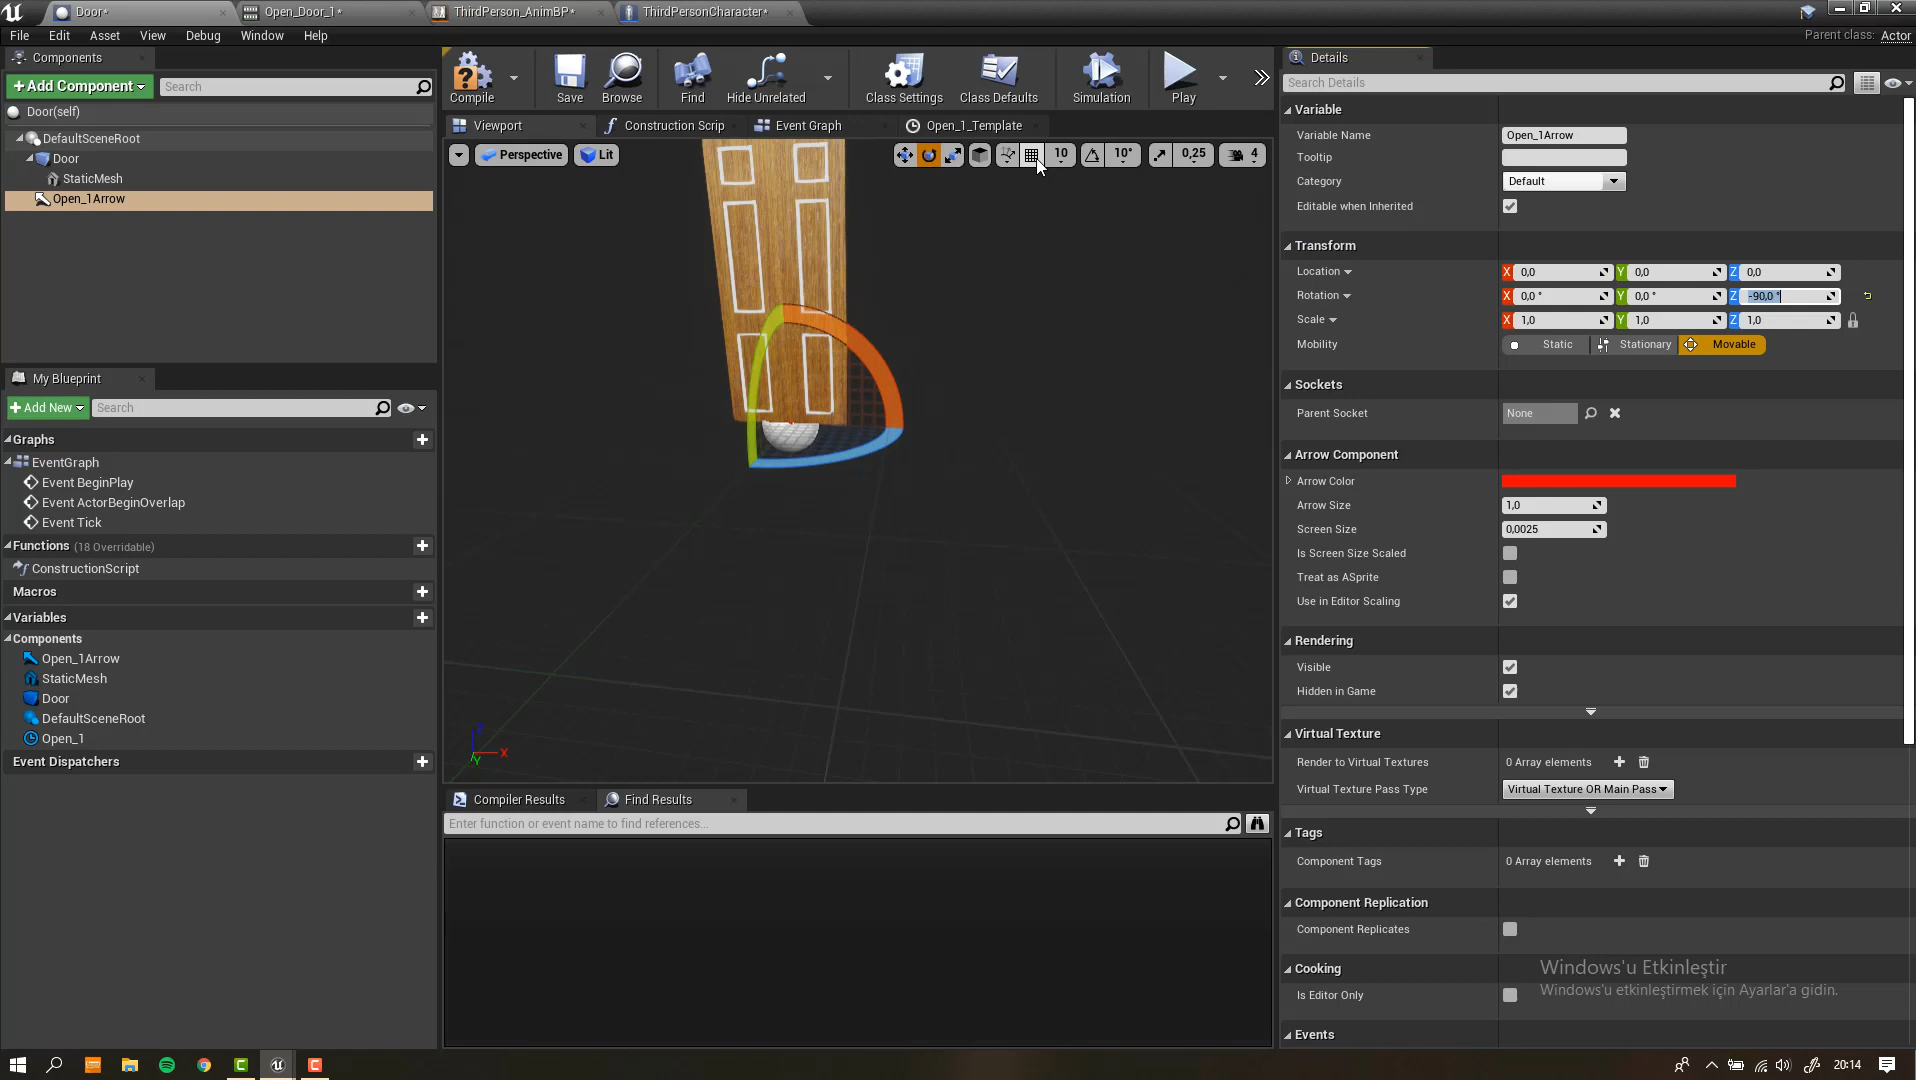 Door*
Open_Door_1*
ThirdPerson_AnimBP*
ThirdPersonCharacter*
File Edit Asset View Debug Window Help
Parent class: Actor
Components
+Add Component
Search
Door(self)
DefaultSceneRoot
Door
StaticMesh
Open_1Arrow
Compile
Save
Browse
Find
Hide Unrelated
Class Settings
Class Defaults
Simulation
Play
Viewport
Construction Scrip
Event Graph
Open_1_Template
Perspective
Lit
10
10°
0,25
4
My Blueprint
+Add New
Search
Graphs
EventGraph
Event BeginPlay
Event ActorBeginOverlap
Event Tick
Functions (18 Overridable)
ConstructionScript
Macros
Variables
Components
Open_1Arrow
StaticMesh
Door
DefaultSceneRoot
Open_1
Event Dispatchers
Z
X
Y
Compiler Results
Find Results
Enter function or event name to find references...
Details
Search Details
Variable
Variable Name Open_1Arrow
Tooltip
Category Default
Editable when Inherited
Transform
Location X 0,0 Y 0,0 Z 0,0
Rotation X 0,0 ° Y 0,0 ° Z -90,0 °
Scale X 1,0 Y 1,0 Z 1,0
Mobility Static Stationary Movable
Sockets
Parent Socket None
Arrow Component
Arrow Color
Arrow Size 1,0
Screen Size 0,0025
Is Screen Size Scaled
Treat as ASprite
Use in Editor Scaling
Rendering
Visible
Hidden in Game
Virtual Texture
Render to Virtual Textures 0 Array elements
Virtual Texture Pass Type Virtual Texture OR Main Pass
Tags
Component Tags 0 Array elements
Component Replication
Component Replicates
Cooking
Is Editor Only
Events
Windows'u Etkinleştir
Windows'u etkinleştirmek için Ayarlar'a gidin.
20:14